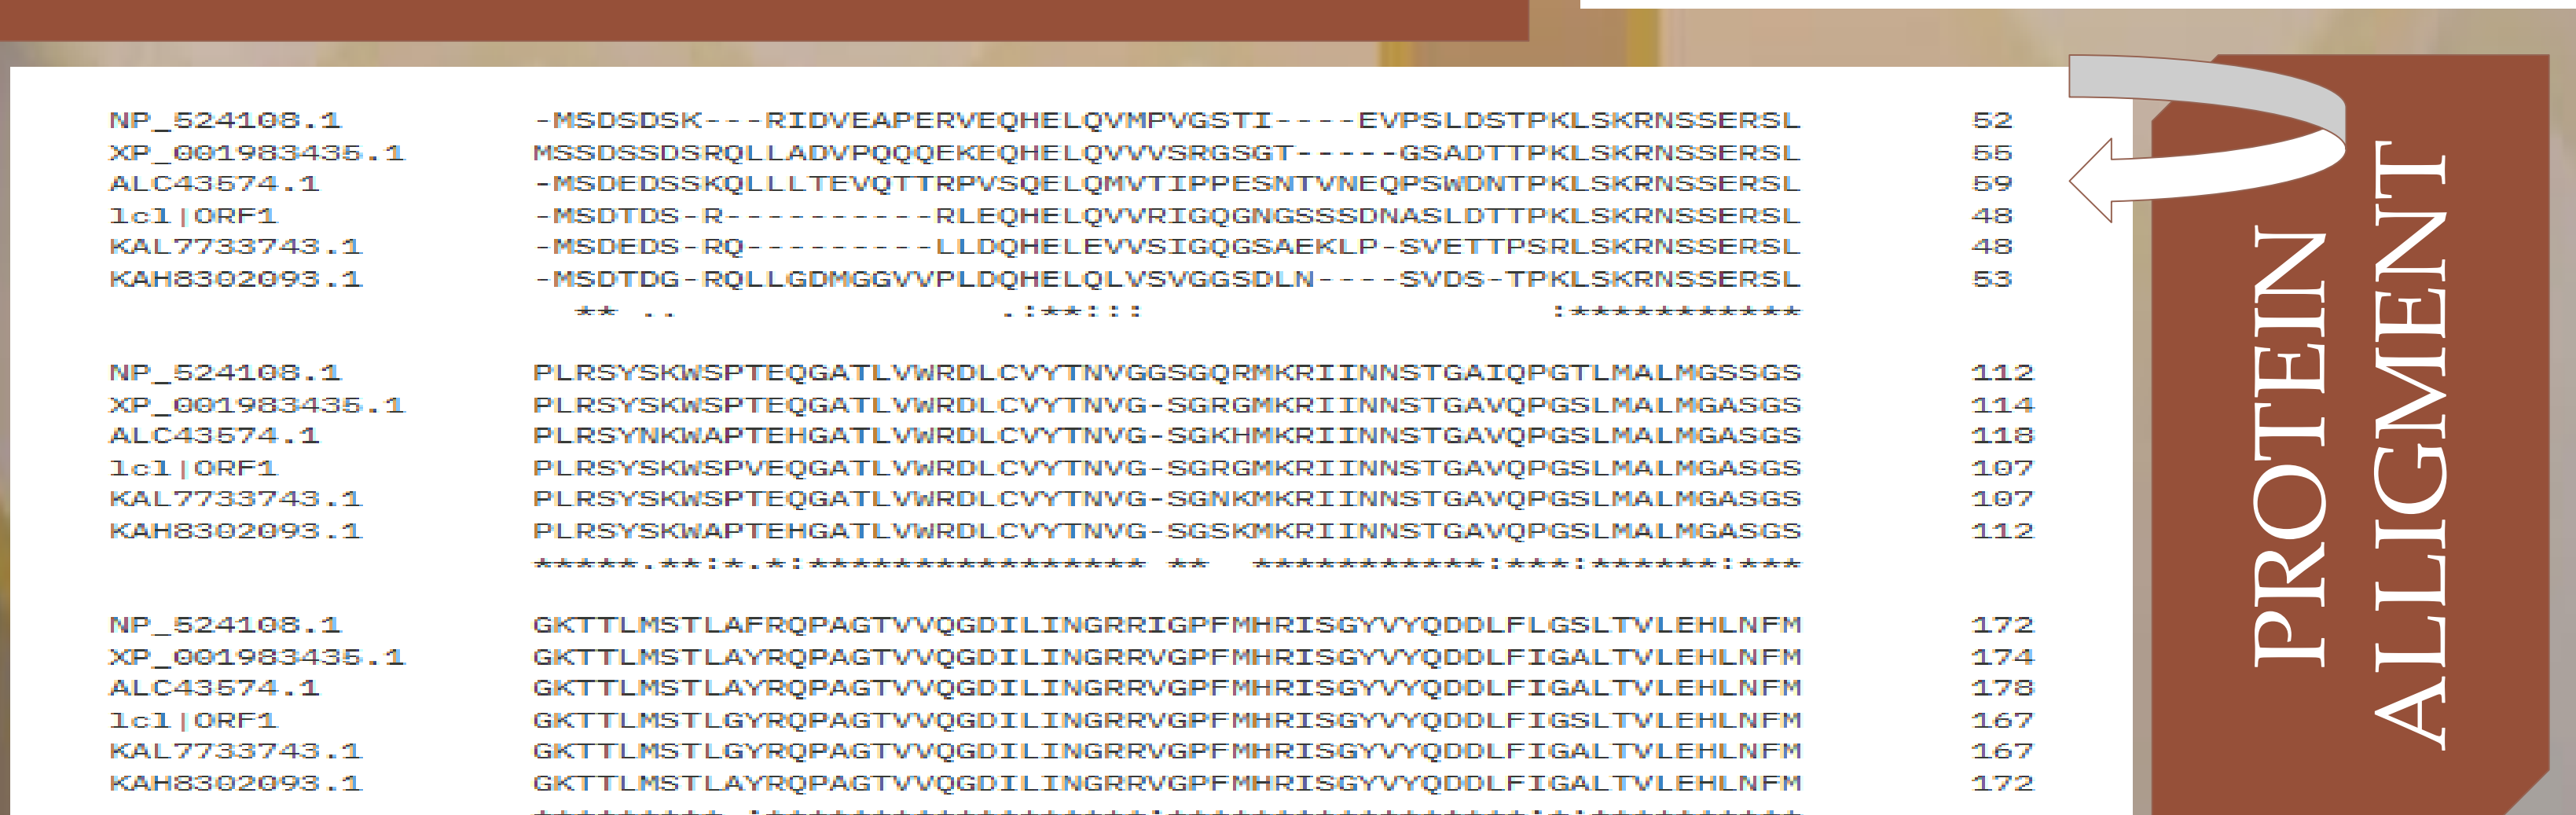 NP_524108.1 -MSDSDSK---RIDVEAPERVEQHELQVMPVGSTI----EVPSLDSTPKLSKRNSSERSL 52
XP_001983435.1 MSSDSSDSRQLLADVPQQQEKEQHELQVVVSRGSGT-----GSADTTPKLSKRNSSERSL 55
ALC43574.1 -MSDEDSSKQLLLTEVQTTRPVSQELQMVTIPPESNTVNEQPSWDNTPKLSKRNSSERSL 59
lcl|ORF1 -MSDTDS-R----------RLEQHELQVVRIGQGNGSSSDNASLDTTPKLSKRNSSERSL 48
KAL7733743.1 -MSDEDS-RQ---------LLDQHELEVVSIGQGSAEKLP-SVETTPSRLSKRNSSERSL 48
KAH8302093.1 -MSDTDG-RQLLGDMGGVVPLDQHELQLVSVGGSDLN----SVDS-TPKLSKRNSSERSL 53
** .. .:**::: :***********
NP_524108.1 PLRSYSKWSPTEQGATLVWRDLCVYTNVGGSGQRMKRIINNSTGAIQPGTLMALMGSSGS 112
XP_001983435.1 PLRSYSKWSPTEQGATLVWRDLCVYTNVG-SGRGMKRIINNSTGAVQPGSLMALMGASGS 114
ALC43574.1 PLRSYNKWAPTEHGATLVWRDLCVYTNVG-SGKHMKRIINNSTGAVQPGSLMALMGASGS 118
lcl|ORF1 PLRSYSKWSPVEQGATLVWRDLCVYTNVG-SGRGMKRIINNSTGAVQPGSLMALMGASGS 107
KAL7733743.1 PLRSYSKWSPTEQGATLVWRDLCVYTNVG-SGNKMKRIINNSTGAVQPGSLMALMGASGS 107
KAH8302093.1 PLRSYSKWAPTEHGATLVWRDLCVYTNVG-SGSKMKRIINNSTGAVQPGSLMALMGASGS 112
*****.**:*.*:**************** ** ***********:***:******:***
NP_524108.1 GKTTLMSTLAFRQPAGTVVQGDILINGRRIGPFMHRISGYVYQDDLFLGSLTVLEHLNFM 172
XP_001983435.1 GKTTLMSTLAYRQPAGTVVQGDILINGRRVGPFMHRISGYVYQDDLFIGALTVLEHLNFM 174
ALC43574.1 GKTTLMSTLAYRQPAGTVVQGDILINGRRVGPFMHRISGYVYQDDLFIGALTVLEHLNFM 178
lcl|ORF1 GKTTLMSTLGYRQPAGTVVQGDILINGRRVGPFMHRISGYVYQDDLFIGSLTVLEHLNFM 167
KAL7733743.1 GKTTLMSTLGYRQPAGTVVQGDILINGRRVGPFMHRISGYVYQDDLFIGALTVLEHLNFM 167
KAH8302093.1 GKTTLMSTLAYRQPAGTVVQGDILINGRRVGPFMHRISGYVYQDDLFIGALTVLEHLNFM 172
********* :******************:*****************:*:**********
PROTEIN
ALLIGMENT